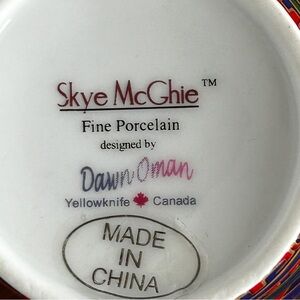 Skye McGhie™
Fine Porcelain
designed by
Dawn Oman
Yellowknife Canada
MADE
IN
CHINA